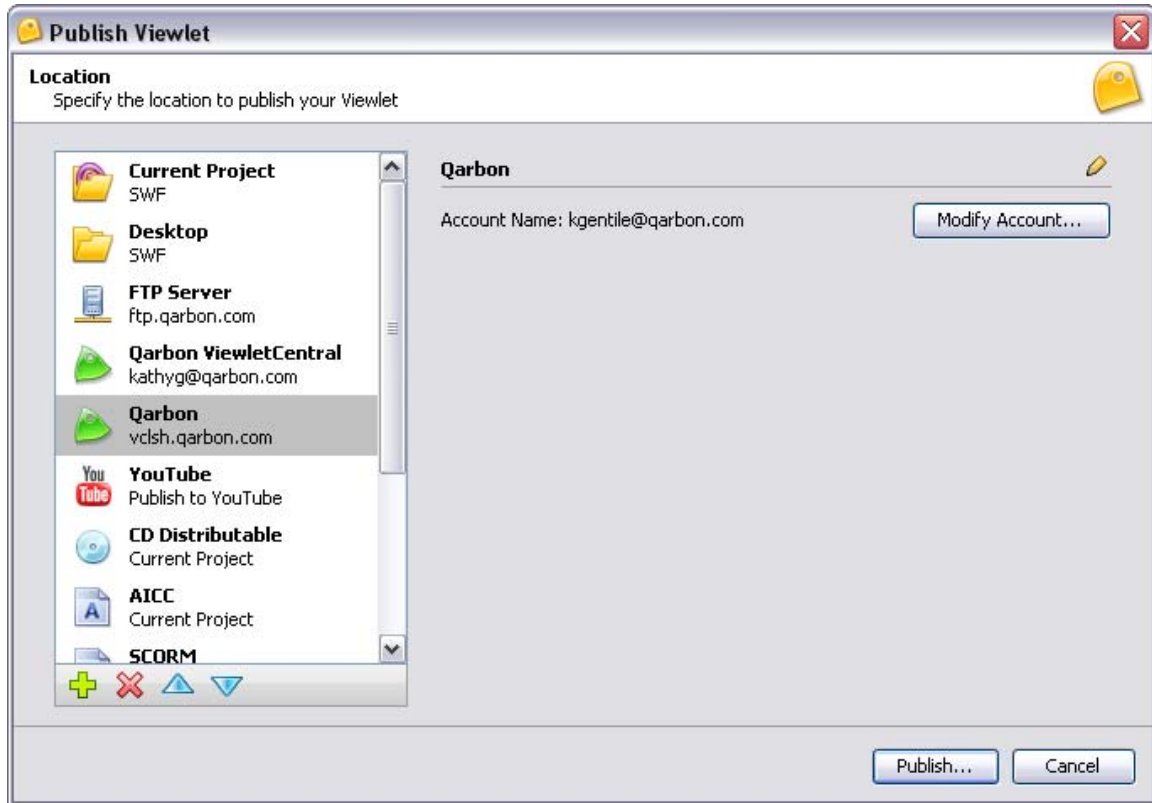 Publish Viewlet
Location
Specify the location to publish your Viewlet
Current Project
SWF
Desktop
SWF
FTP Server
ftp.qarbon.com
Qarbon ViewletCentral
kathyg@qarbon.com
Qarbon
vclsh.qarbon.com
You
Tube
YouTube
Publish to YouTube
CD Distributable
Current Project
A
AICC
Current Project
SCORM
Qarbon
Account Name: kgentile@qarbon.com
Modify Account...
Publish...
Cancel